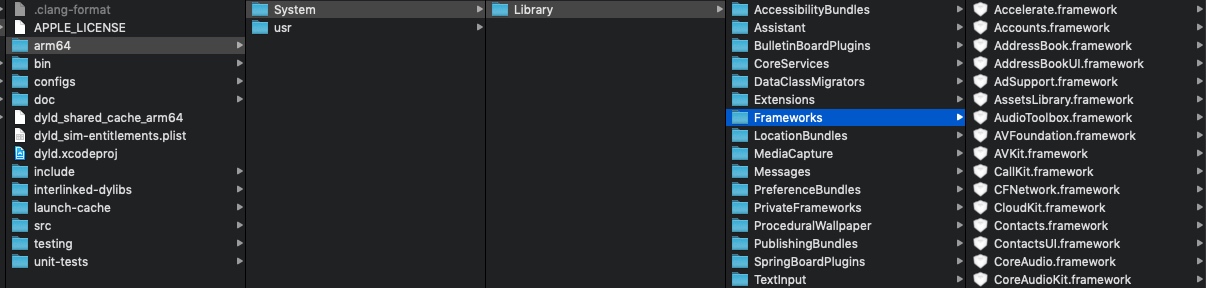 .clang-format
APPLE_LICENSE
arm64
bin
configs
doc
dyld_shared_cache_arm64
dyld_sim-entitlements.plist
dyld.xcodeproj
include
interlinked-dylibs
launch-cache
src
testing
unit-tests
System
usr
Library
AccessibilityBundles
Assistant
BulletinBoardPlugins
CoreServices
DataClassMigrators
Extensions
Frameworks
LocationBundles
MediaCapture
Messages
PreferenceBundles
PrivateFrameworks
ProceduralWallpaper
PublishingBundles
SpringBoardPlugins
TextInput
Accelerate.framework
Accounts.framework
AddressBook.framework
AddressBookUI.framework
AdSupport.framework
AssetsLibrary.framework
AudioToolbox.framework
AVFoundation.framework
AVKit.framework
CallKit.framework
CFNetwork.framework
CloudKit.framework
Contacts.framework
ContactsUI.framework
CoreAudio.framework
CoreAudioKit.framework